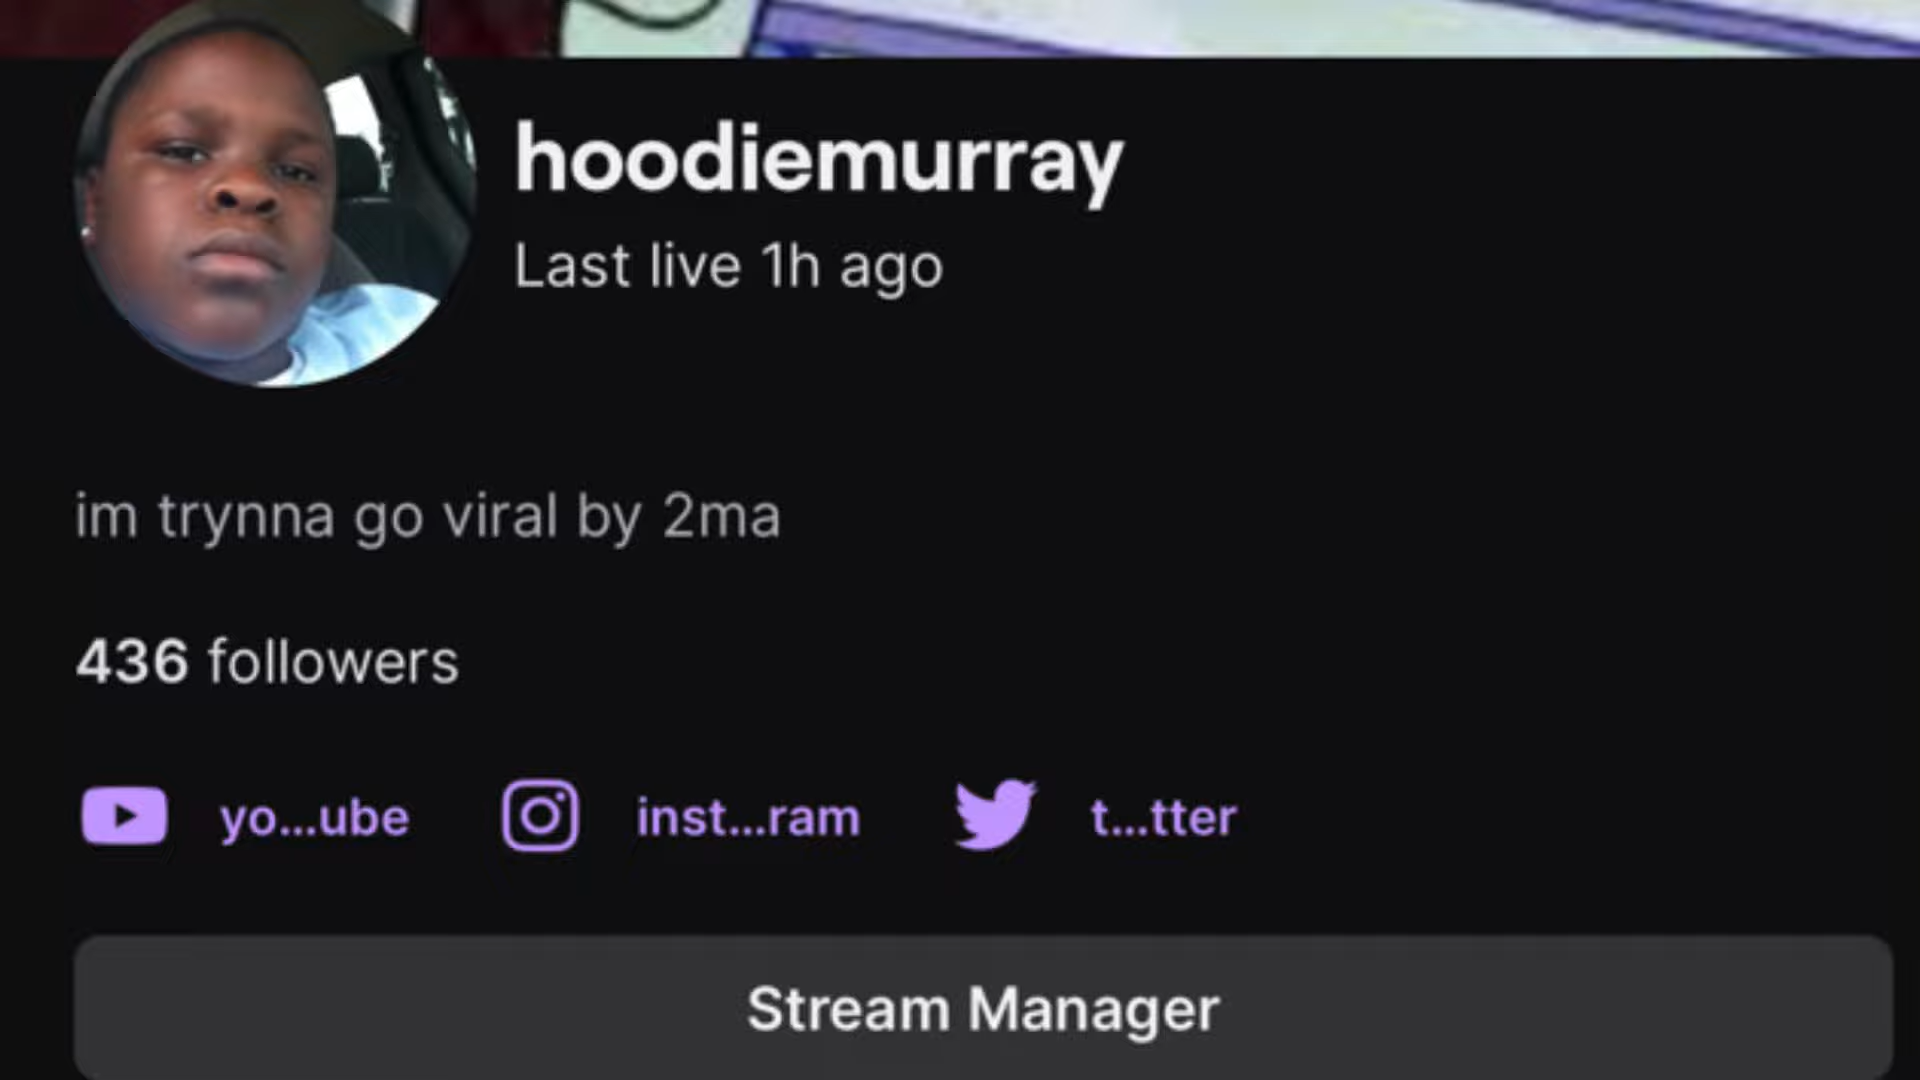 hoodiemurray
Last live 1h ago
im trynna go viral by 2ma
436 followers
yo...ube inst...ram t...tter
Stream Manager